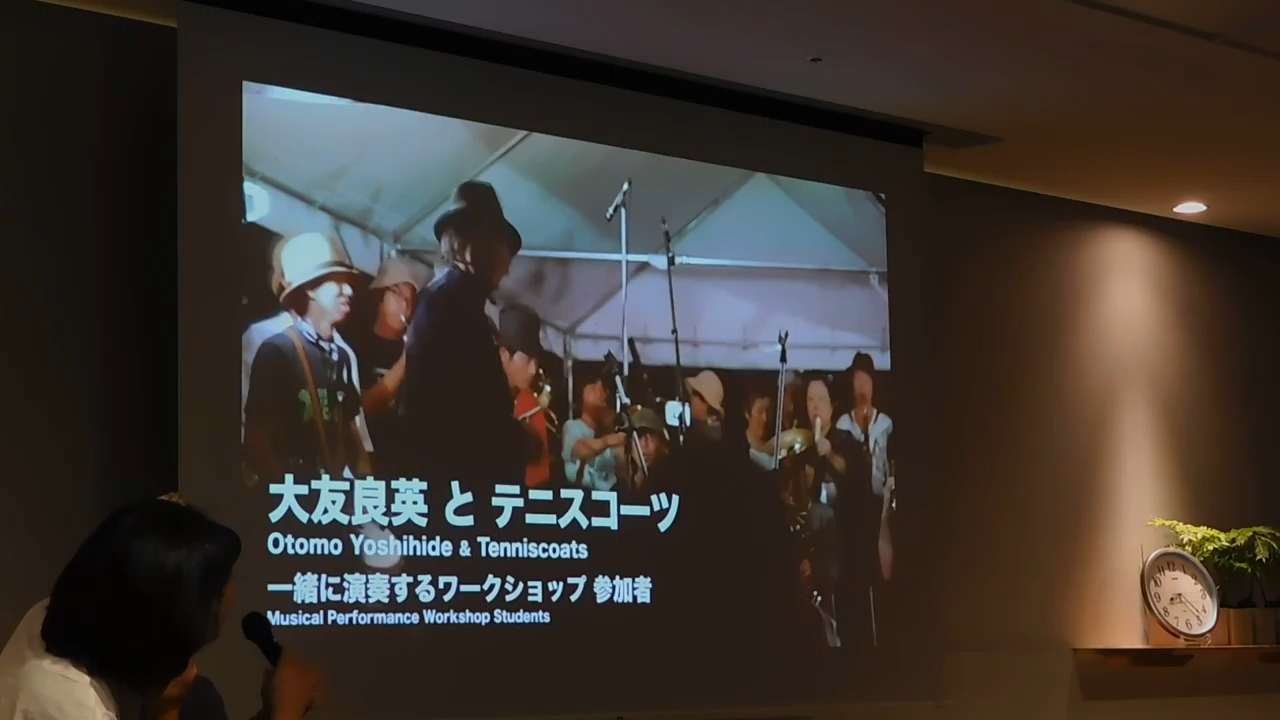 大友良英 と テニスコーツ
Otomo Yoshihide & Tenniscoats
一緒に演奏するワークショップ 参加者
Musical Performance Workshop Students